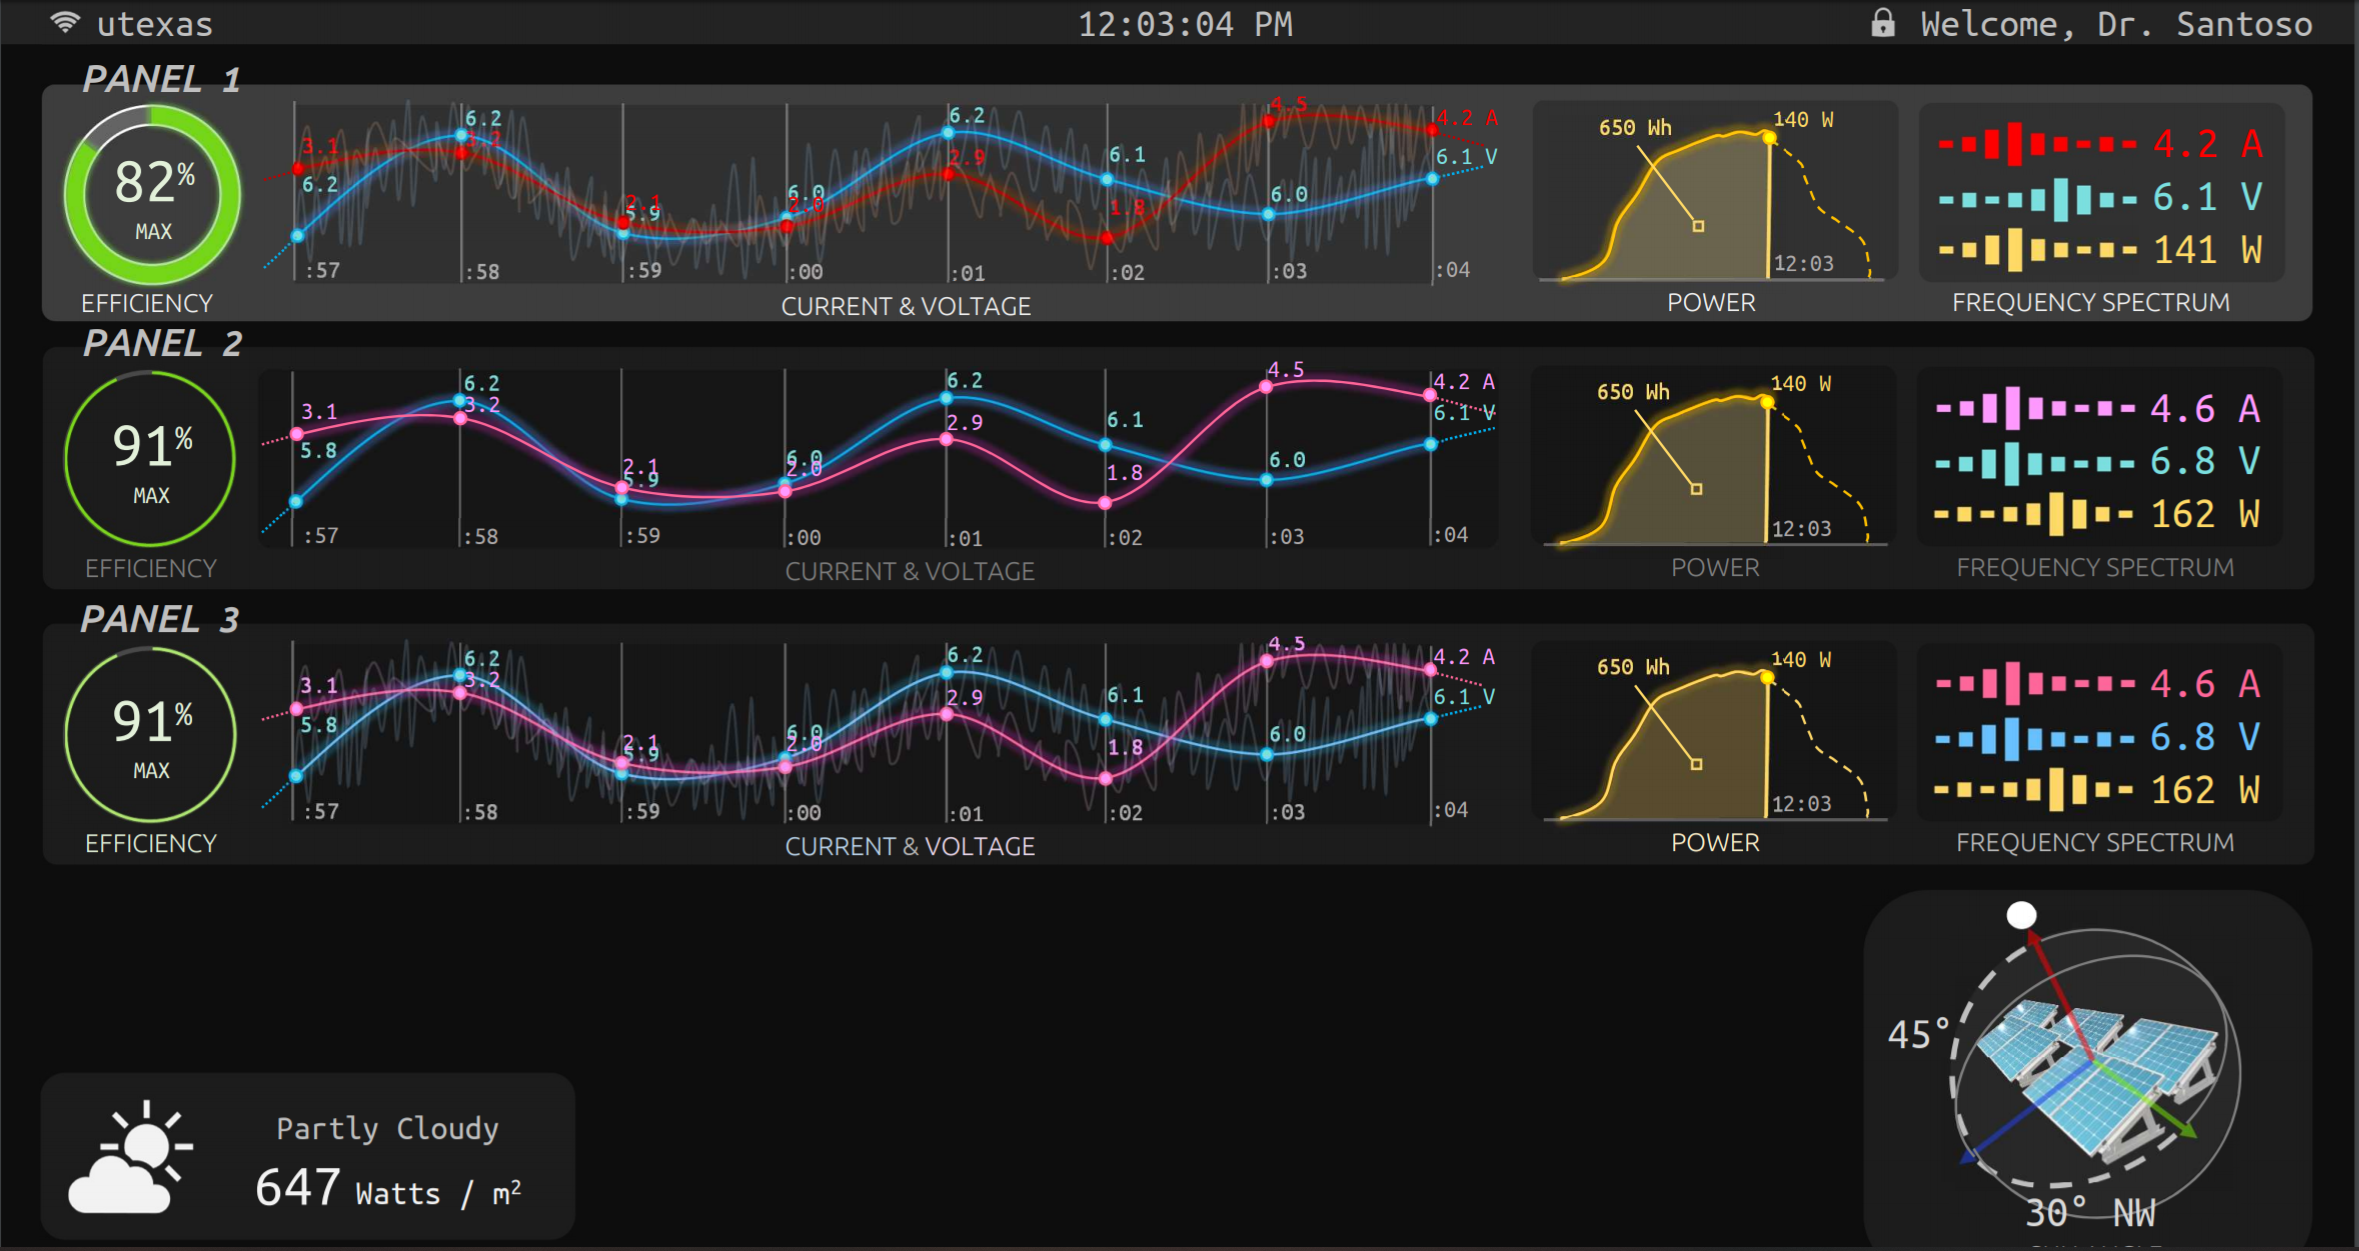 utexas 12:03:04 PM Welcome, Dr. Santoso
PANEL 1
82%
MAX
EFFICIENCY
3.1 3.2 2.1 2.0 2.9 1.8 4.5 4.2 A
6.2 6.2 5.9 6.0 6.2 6.1 6.0 6.1 V
:57 :58 :59 :00 :01 :02 :03 :04
CURRENT & VOLTAGE
650 Wh
140 W
12:03
POWER
4.2 A
6.1 V
141 W
FREQUENCY SPECTRUM
PANEL 2
91%
MAX
EFFICIENCY
3.1 3.2 2.1 2.0 2.9 1.8 4.5 4.2 A
5.8 6.2 5.9 6.0 6.2 6.1 6.0 6.1 V
:57 :58 :59 :00 :01 :02 :03 :04
CURRENT & VOLTAGE
650 Wh
140 W
12:03
POWER
4.6 A
6.8 V
162 W
FREQUENCY SPECTRUM
PANEL 3
91%
MAX
EFFICIENCY
3.1 3.2 2.1 2.0 2.9 1.8 4.5 4.2 A
5.8 6.2 5.9 6.0 6.2 6.1 6.0 6.1 V
:57 :58 :59 :00 :01 :02 :03 :04
CURRENT & VOLTAGE
650 Wh
140 W
12:03
POWER
4.6 A
6.8 V
162 W
FREQUENCY SPECTRUM
Partly Cloudy
647 Watts / m²
45°
30° NW